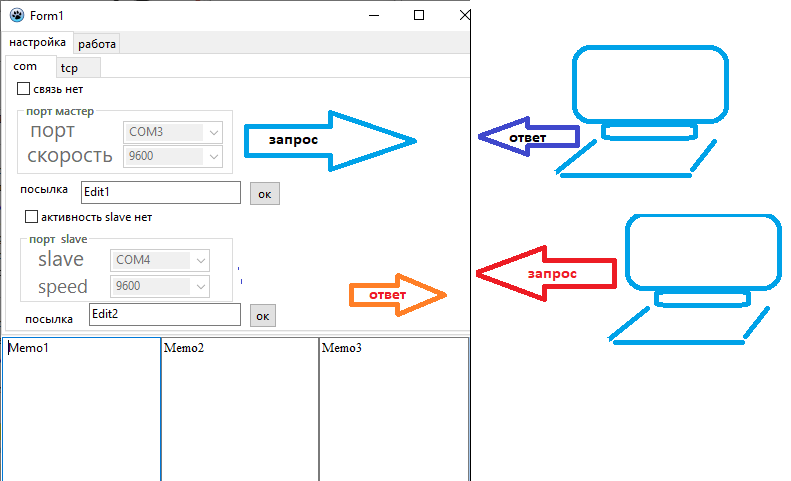 Form1
настройка работа
com tcp
связь нет
порт мастер
порт COM3
скорость 9600
запрос
ответ
посылка Edit1 ок
активность slave нет
порт slave
slave COM4
speed 9600
ответ
запрос
посылка Edit2 ок
Memo1 Memo2 Memo3